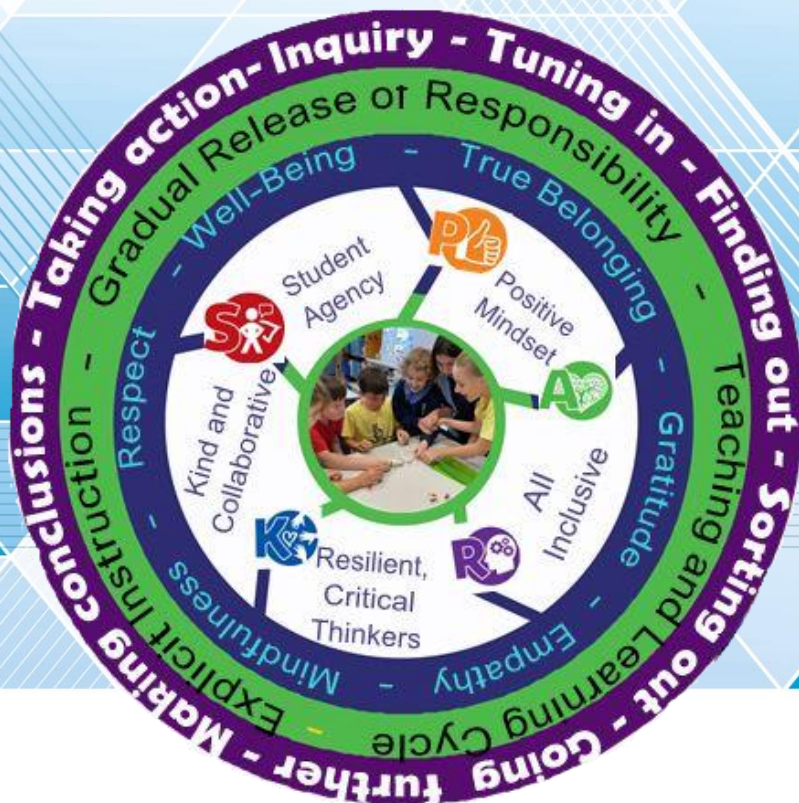 Inquiry - Tuning in - Finding out - Sorting out - Going further - Making conclusions - Taking action-
Gradual Release of Responsibility - Teaching and Learning Cycle - Explicit Instruction -
Well-Being - True Belonging - Gratitude - Empathy - Mindfulness - Respect -
P
Positive
Mindset
A
All
Inclusive
R
Resilient,
Critical
Thinkers
K
Kind and
Collaborative
S
Student
Agency